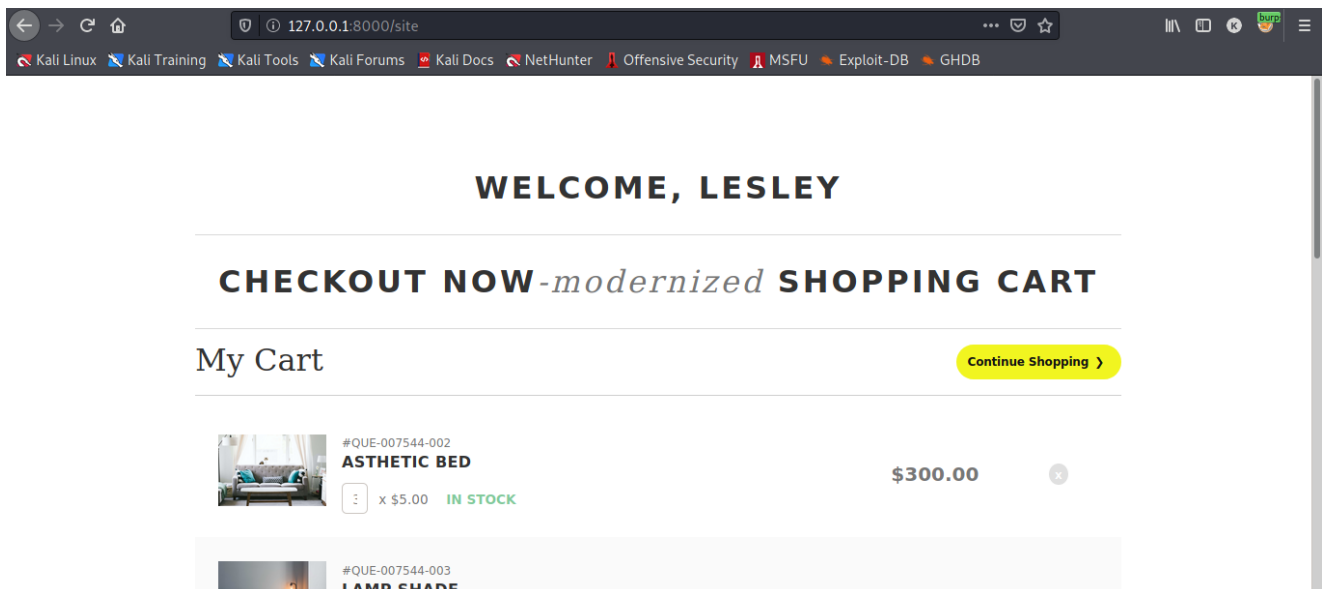 127.0.0.1:8000/site
burp
Kali Linux Kali Training Kali Tools Kali Forums Kali Docs NetHunter Offensive Security MSFU Exploit-DB GHDB
WELCOME, LESLEY
CHECKOUT NOW-modernized SHOPPING CART
My Cart
Continue Shopping ❯
#QUE-007544-002
ASTHETIC BED
$300.00
x
x $5.00 IN STOCK
#QUE-007544-003
LAMP SHADE